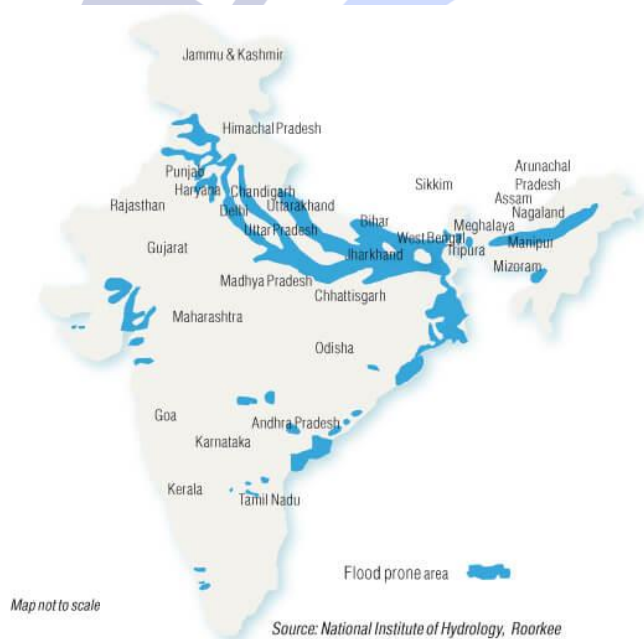 Jammu & Kashmir
Himachal Pradesh
Punjab
Haryana
Chandigarh
Uttarakhand
Delhi
Rajasthan
Uttar Pradesh
Sikkim
Arunachal
Pradesh
Assam
Nagaland
Meghalaya
Bihar
West Bengal
Tripura
Manipur
Mizoram
Gujarat
Jharkhand
Madhya Pradesh
Chhattisgarh
Maharashtra
Odisha
Goa
Andhra Pradesh
Karnataka
Kerala
Tamil Nadu
Flood prone area
Map not to scale
Source: National Institute of Hydrology, Roorkee